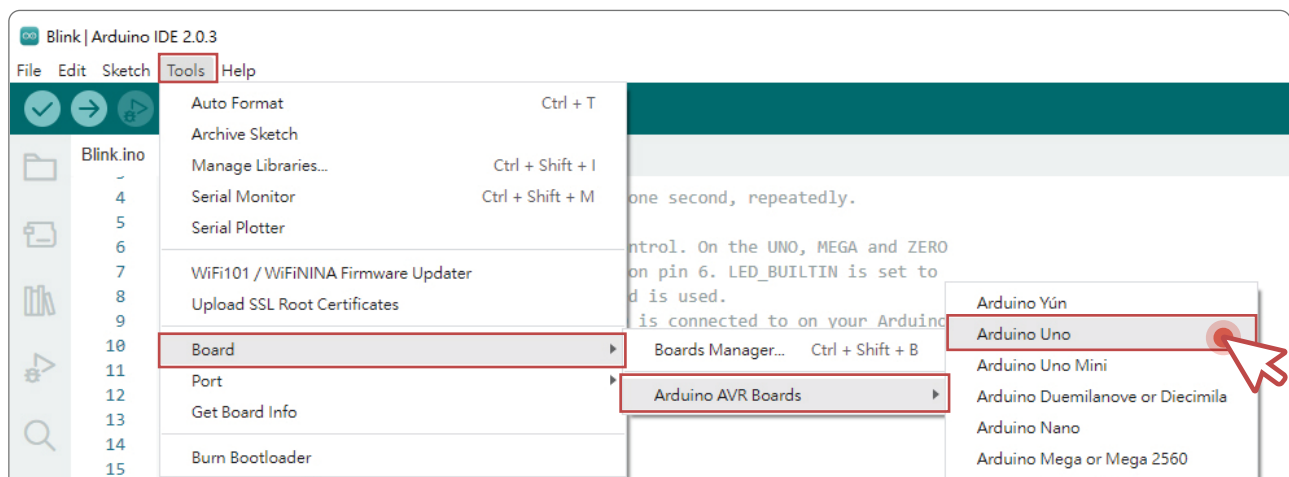 Blink | Arduino IDE 2.0.3
File Edit Sketch Tools Help
Auto Format Ctrl + T
Archive Sketch
Blink.ino
Manage Libraries... Ctrl + Shift + I
4 Serial Monitor Ctrl + Shift + M one second, repeatedly.
5 Serial Plotter
6 ntrol. On the UNO, MEGA and ZERO
7 WiFi101 / WiFiNINA Firmware Updater on pin 6. LED_BUILTIN is set to
8 Upload SSL Root Certificates d is used.
Arduino Yún
9 is connected to on your Arduino
Arduino Uno
10 Board Boards Manager... Ctrl + Shift + B
Arduino Uno Mini
11 Port
12 Arduino AVR Boards Arduino Duemilanove or Diecimila
Get Board Info
13 Arduino Nano
14 Burn Bootloader Arduino Mega or Mega 2560
15